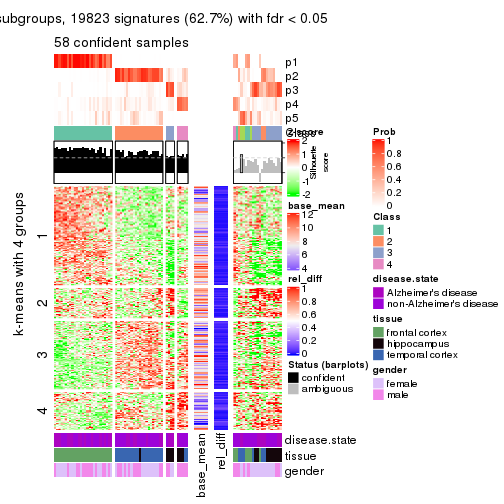 subgroups, 19823 signatures (62.7%) with fdr < 0.05
58 confident samples
p1
p2
p3
p4
p5
Class
Silhouette
score
k-means with 4 groups
1
2
3
4
base_mean
rel_diff
disease.state
tissue
gender
Z-score
2
1
0
-1
-2
base_mean
12
10
8
6
4
rel_diff
1
0.8
0.6
0.4
0.2
0
Status (barplots)
confident
ambiguous
Prob
1
0.8
0.6
0.4
0.2
0
Class
1
2
3
4
disease.state
Alzheimer's disease
non-Alzheimer's disease
tissue
frontal cortex
hippocampus
temporal cortex
gender
female
male